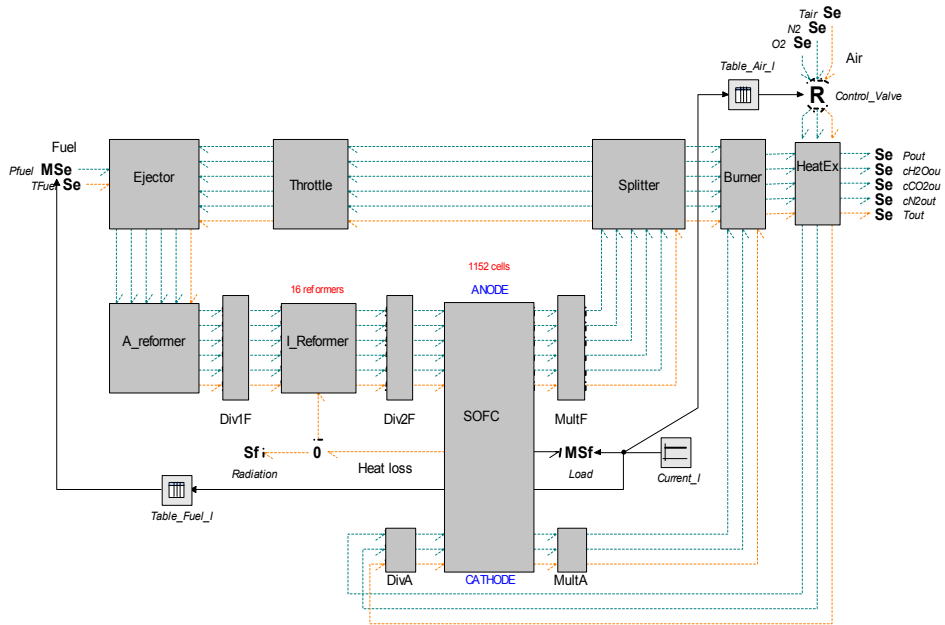 Tair Se
N2 Se
O2 Se
Air
Table_Air_I
R
Control_Valve
Fuel
Pfuel MSe
TFuel Se
Ejector
Throttle
Splitter
Burner
HeatEx
Se Pout
Se cH2Oou
Se cCO2ou
Se cN2out
Se Tout
1152 cells
ANODE
16 reformers
A_reformer
I_Reformer
SOFC
Div1F
Div2F
MultF
Sf
0
MSf
Radiation
Heat loss
Load
Current_I
Table_Fuel_I
DivA
CATHODE
MultA